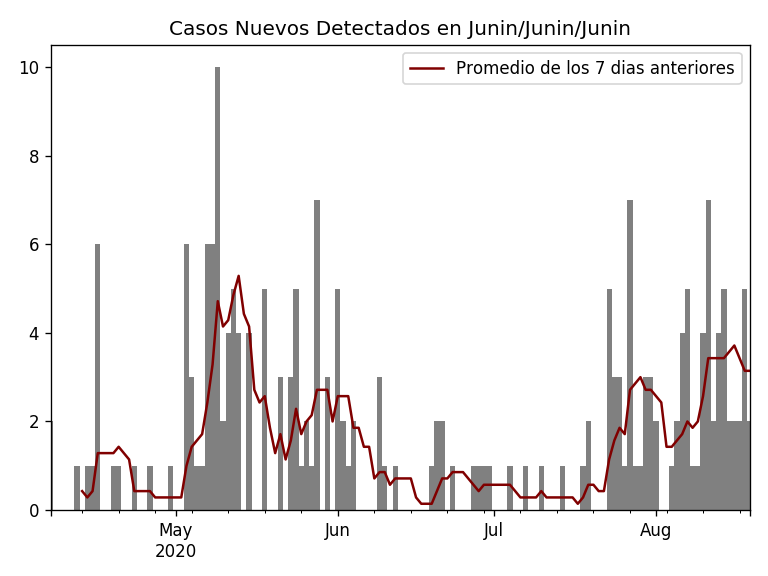 Casos Nuevos Detectados en Junin/Junin/Junin
Promedio de los 7 dias anteriores
10
8
6
4
2
0
May
2020
Jun
Jul
Aug